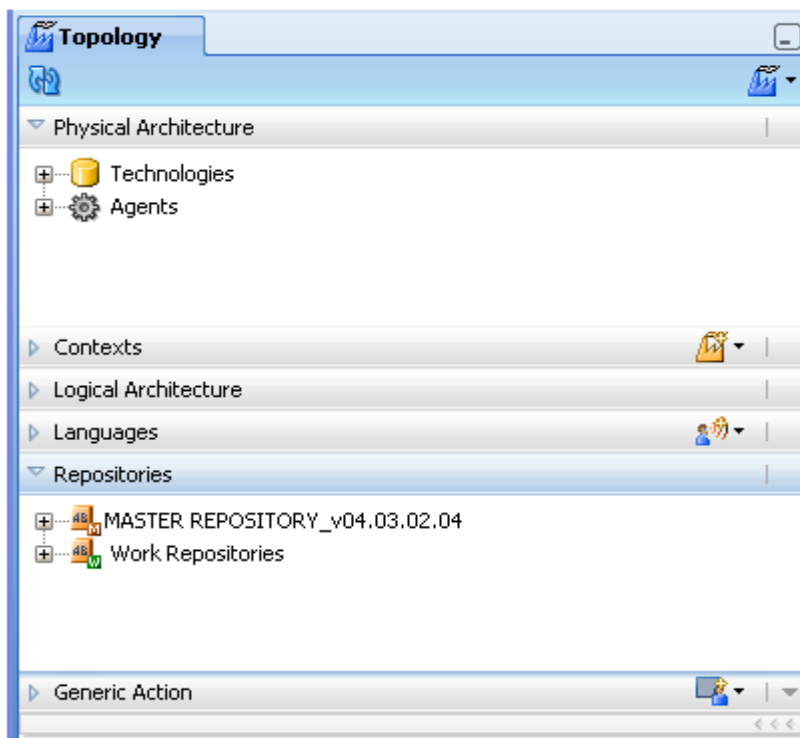 Topology
Physical Architecture
Technologies
Agents
Contexts
Logical Architecture
Languages
Repositories
MASTER REPOSITORY_v04.03.02.04
Work Repositories
Generic Action